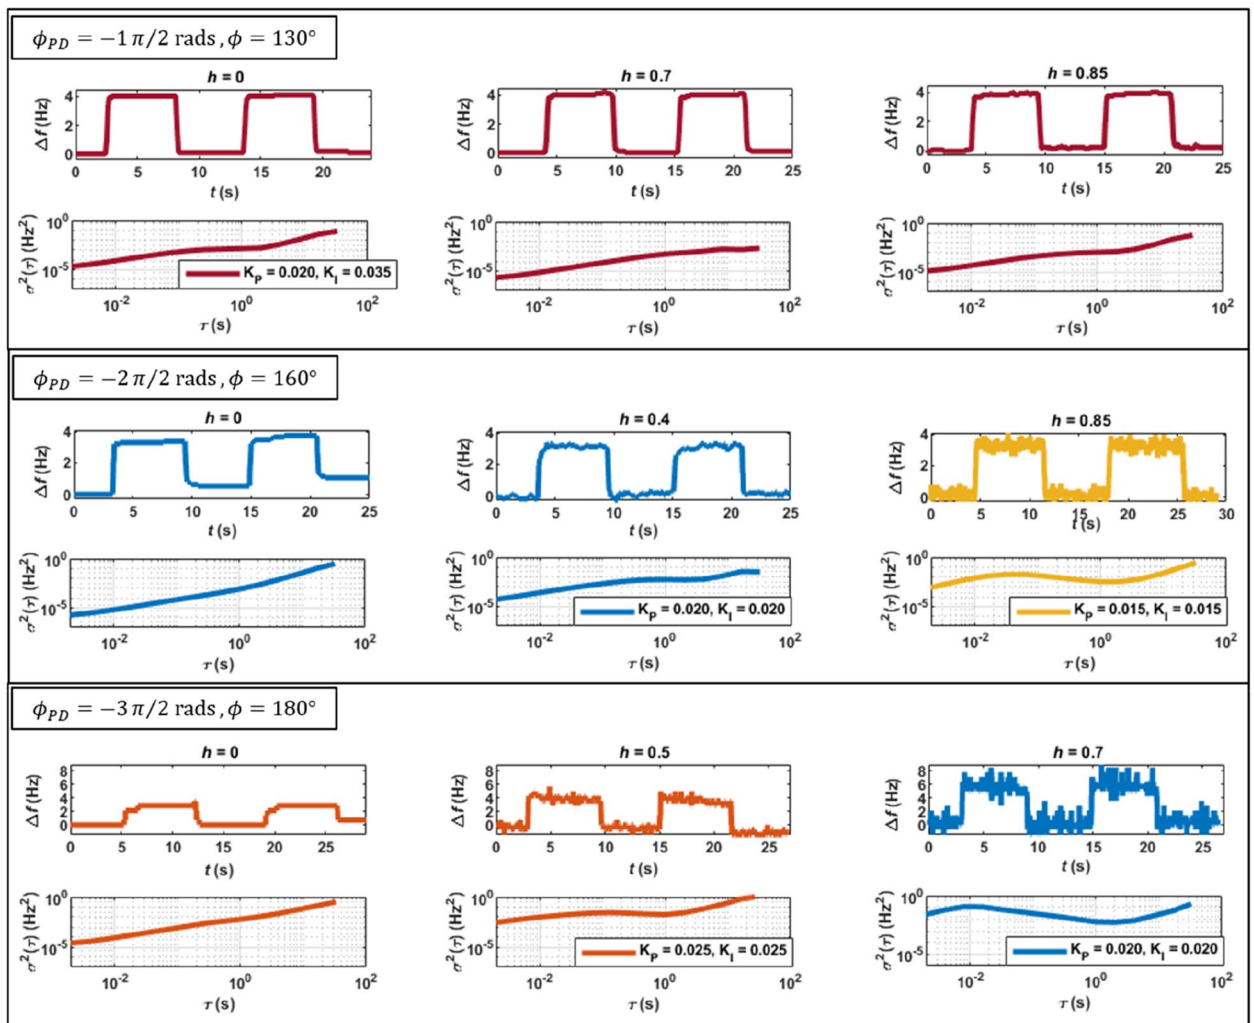 ϕ_PD = −1 π/2 rads , ϕ = 130°
h = 0
h = 0.7
h = 0.85
Δf (Hz)
4
2
0
0 5 10 15 20
t (s)
Δf (Hz)
4
2
0
0 5 10 15 20 25
t (s)
Δf (Hz)
4
2
0
0 5 10 15 20 25
t (s)
σ²(τ) (Hz²)
10⁰
10⁻⁵
K_P = 0.020, K_I = 0.035
10⁻² 10⁰ 10²
τ (s)
σ²(τ) (Hz²)
10⁰
10⁻⁵
10⁻² 10⁰ 10²
τ (s)
σ²(τ) (Hz²)
10⁰
10⁻⁵
10⁻² 10⁰ 10²
τ (s)
ϕ_PD = −2 π/2 rads , ϕ = 160°
h = 0
h = 0.4
h = 0.85
Δf (Hz)
4
2
0
0 5 10 15 20 25
t (s)
Δf (Hz)
4
2
0
0 5 10 15 20 25
t (s)
Δf (Hz)
4
2
0
0 5 10 15 20 25 30
t (s)
σ²(τ) (Hz²)
10⁰
10⁻⁵
10⁻² 10⁰ 10²
τ (s)
σ²(τ) (Hz²)
10⁰
10⁻⁵
K_P = 0.020, K_I = 0.020
10⁻² 10⁰ 10²
τ (s)
σ²(τ) (Hz²)
10⁰
10⁻⁵
K_P = 0.015, K_I = 0.015
10⁻² 10⁰ 10²
τ (s)
ϕ_PD = −3 π/2 rads , ϕ = 180°
h = 0
h = 0.5
h = 0.7
Δf (Hz)
8
6
4
2
0
0 5 10 15 20 25
t (s)
Δf (Hz)
8
6
4
2
0
0 5 10 15 20 25
t (s)
Δf (Hz)
8
6
4
2
0
0 5 10 15 20 25
t (s)
σ²(τ) (Hz²)
10⁰
10⁻⁵
10⁻² 10⁰ 10²
τ (s)
σ²(τ) (Hz²)
10⁰
10⁻⁵
K_P = 0.025, K_I = 0.025
10⁻² 10⁰ 10²
τ (s)
σ²(τ) (Hz²)
10⁰
10⁻⁵
K_P = 0.020, K_I = 0.020
10⁻² 10⁰ 10²
τ (s)